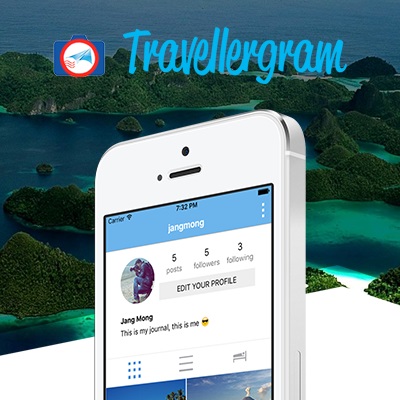 Travellergram
Carrier 7:32 PM
jangmong
5 5 3
posts followers following
EDIT YOUR PROFILE
Jang Mong
This is my journal, this is me 😎